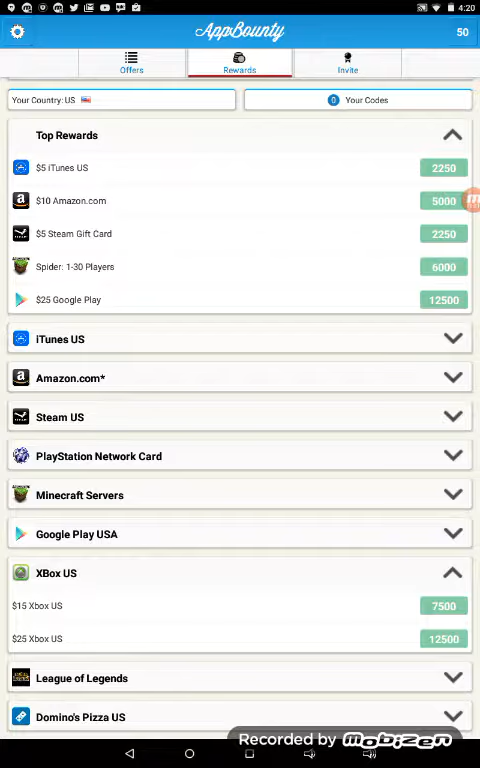 4:20
AppBounty
50
Offers
Rewards
Invite
Your Country: US
0 Your Codes
Top Rewards
$5 iTunes US
2250
$10 Amazon.com
5000
$5 Steam Gift Card
2250
Spider: 1-30 Players
6000
$25 Google Play
12500
iTunes US
Amazon.com*
Steam US
PlayStation Network Card
Minecraft Servers
Google Play USA
XBox US
$15 Xbox US
7500
$25 Xbox US
12500
League of Legends
Domino's Pizza US
Recorded by Mobizen